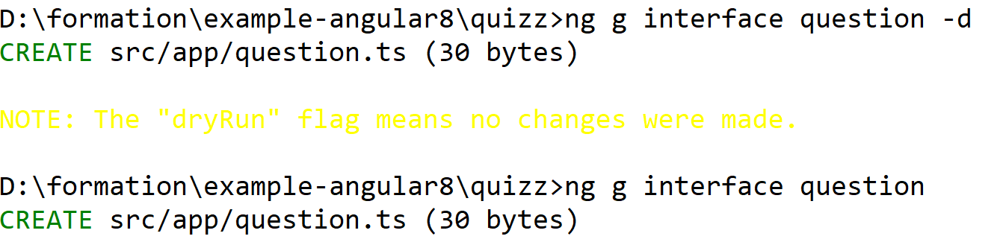 D:\formation\example-angular8\quizz>ng g interface question -d
CREATE src/app/question.ts (30 bytes)
NOTE: The "dryRun" flag means no changes were made.
D:\formation\example-angular8\quizz>ng g interface question
CREATE src/app/question.ts (30 bytes)